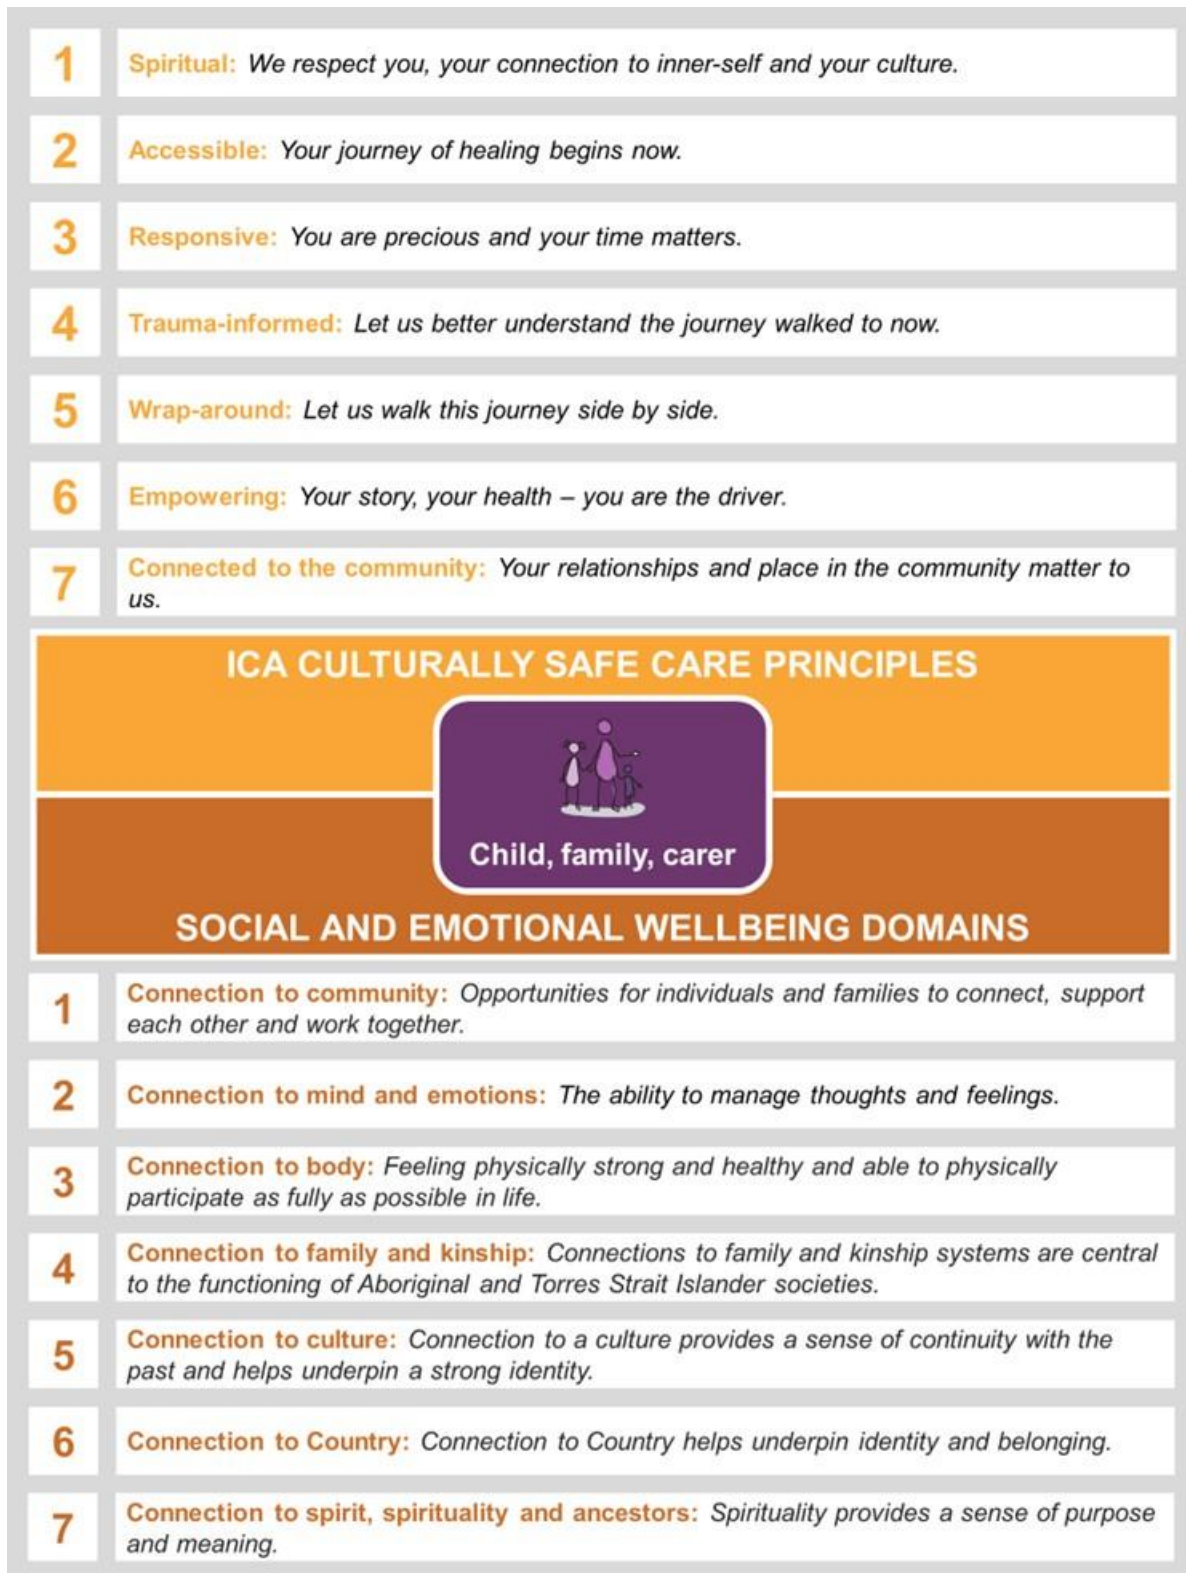 1
Spiritual: We respect you, your connection to inner-self and your culture.
2
Accessible: Your journey of healing begins now.
3
Responsive: You are precious and your time matters.
4
Trauma-informed: Let us better understand the journey walked to now.
5
Wrap-around: Let us walk this journey side by side.
6
Empowering: Your story, your health – you are the driver.
7
Connected to the community: Your relationships and place in the community matter to
us.
ICA CULTURALLY SAFE CARE PRINCIPLES
Child, family, carer
SOCIAL AND EMOTIONAL WELLBEING DOMAINS
1
Connection to community: Opportunities for individuals and families to connect, support
each other and work together.
2
Connection to mind and emotions: The ability to manage thoughts and feelings.
3
Connection to body: Feeling physically strong and healthy and able to physically
participate as fully as possible in life.
4
Connection to family and kinship: Connections to family and kinship systems are central
to the functioning of Aboriginal and Torres Strait Islander societies.
5
Connection to culture: Connection to a culture provides a sense of continuity with the
past and helps underpin a strong identity.
6
Connection to Country: Connection to Country helps underpin identity and belonging.
7
Connection to spirit, spirituality and ancestors: Spirituality provides a sense of purpose
and meaning.